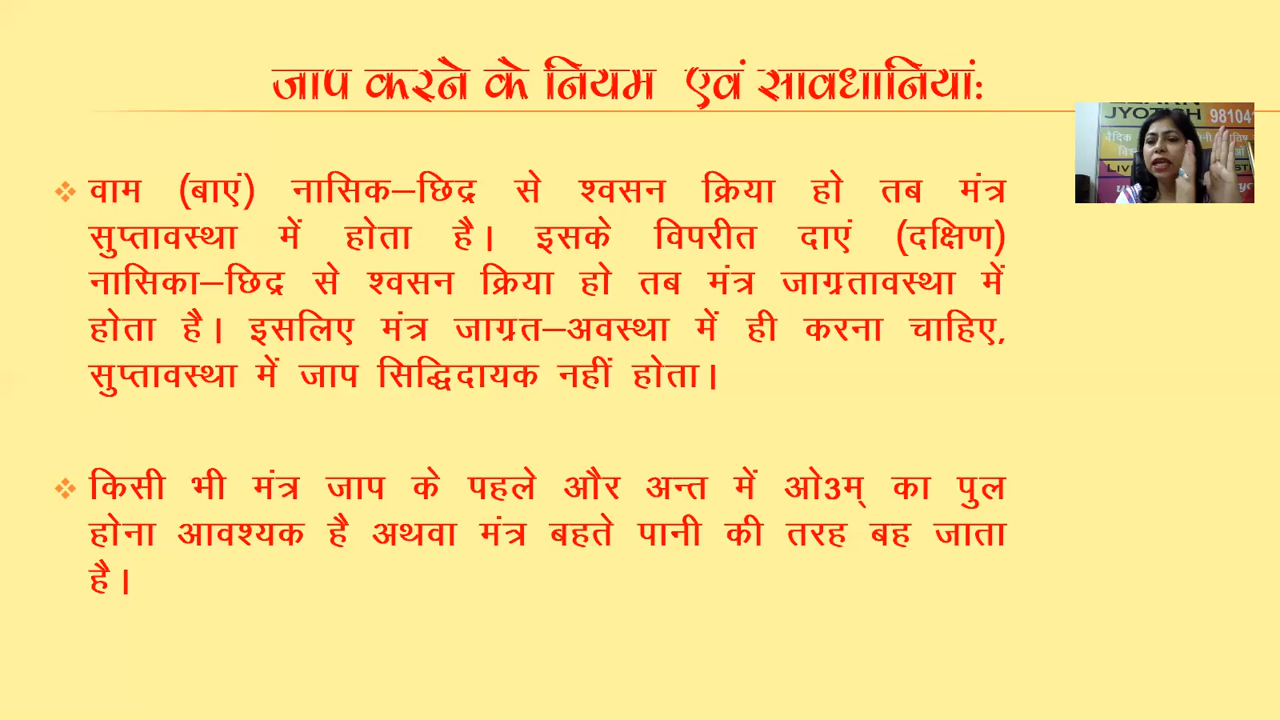 जाप करने के नियम एवं सावधानियां:
JYOTISH 9810
वाम (बाएं) नासिक–छिद्र से श्वसन क्रिया हो तब मंत्र
सुप्तावस्था में होता है। इसके विपरीत दाएं (दक्षिण)
नासिका–छिद्र से श्वसन क्रिया हो तब मंत्र जाग्रतावस्था में
होता है। इसलिए मंत्र जाग्रत–अवस्था में ही करना चाहिए,
सुप्तावस्था में जाप सिद्धिदायक नहीं होता।
किसी भी मंत्र जाप के पहले और अन्त में ओ3म् का पुल
होना आवश्यक है अथवा मंत्र बहते पानी की तरह बह जाता
है।